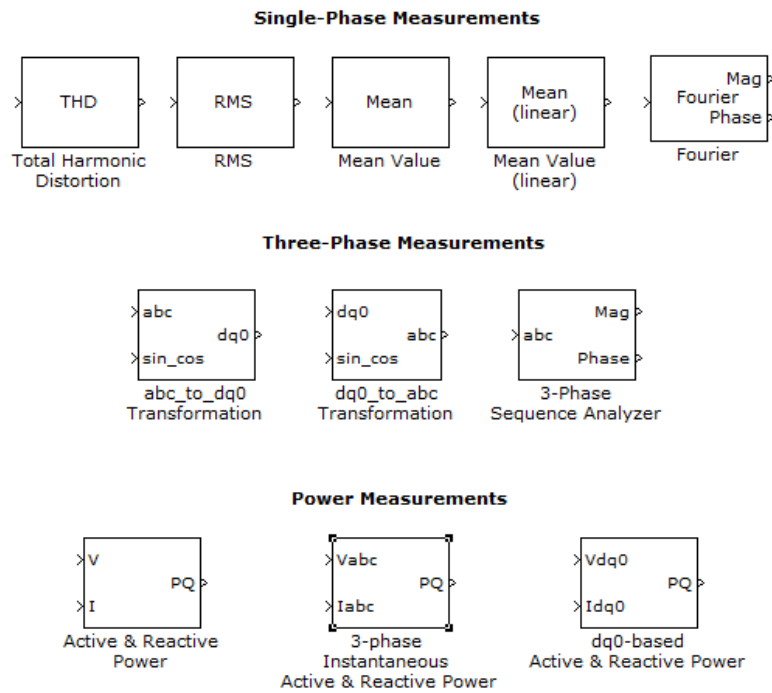 Single-Phase Measurements
THD
RMS
Mean
Mean
(linear)
Mag
Fourier
Phase
Total Harmonic
Distortion
RMS
Mean Value
Mean Value
(linear)
Fourier
Three-Phase Measurements
abc
dq0
sin_cos
dq0
abc
sin_cos
Mag
abc
Phase
abc_to_dq0
Transformation
dq0_to_abc
Transformation
3-Phase
Sequence Analyzer
Power Measurements
V
PQ
I
Vabc
PQ
Iabc
Vdq0
PQ
Idq0
Active & Reactive
Power
3-phase
Instantaneous
Active & Reactive Power
dq0-based
Active & Reactive Power